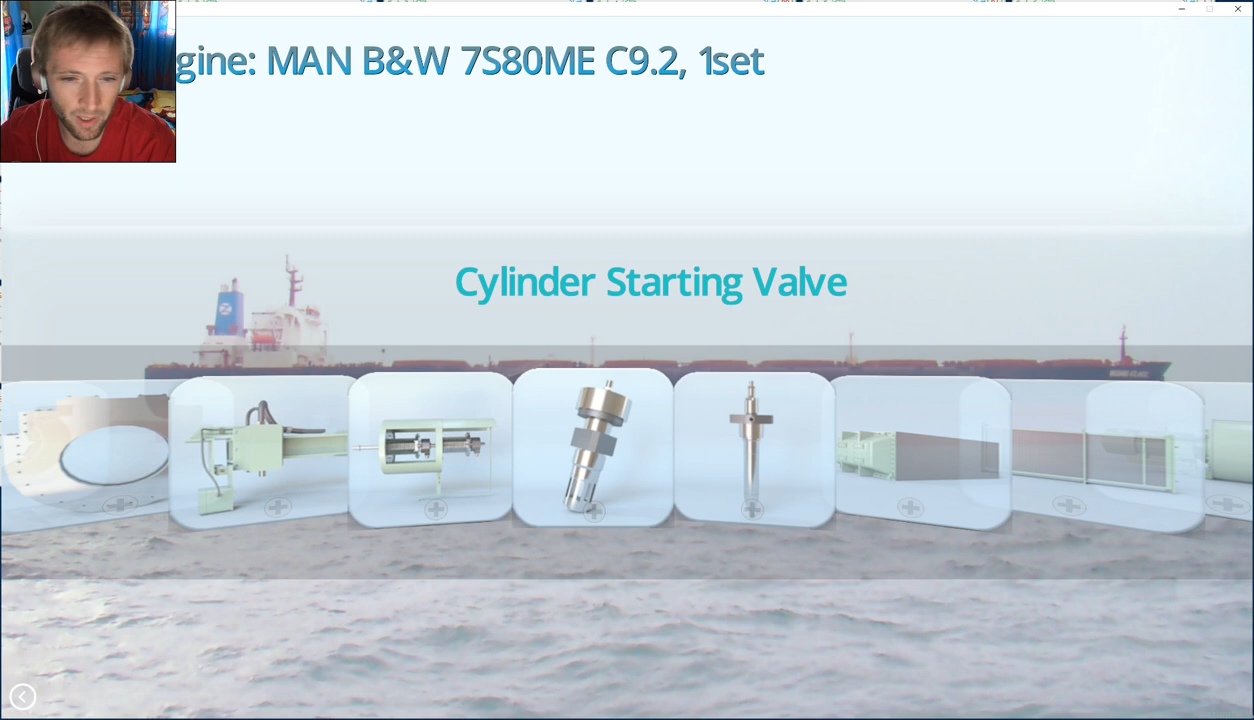 gine: MAN B&W 7S80ME C9.2, 1set
Cylinder Starting Valve